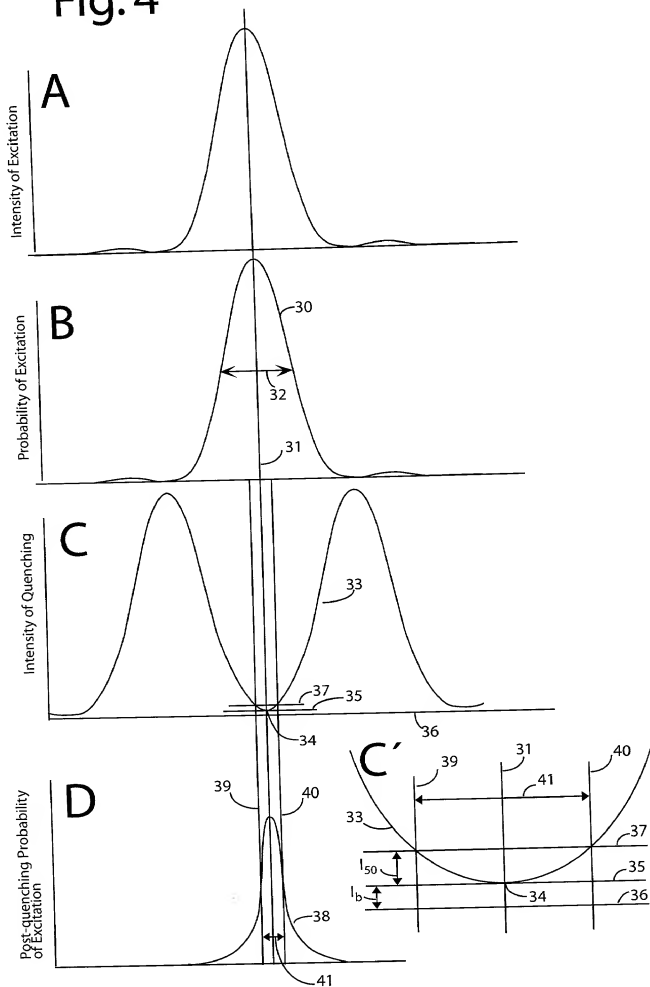 Fig. 4
A
Intensity of Excitation
B
Probability of Excitation
30
32
31
C
Intensity of Quenching
33
37
35
34
36
D
Post-quenching Probability
of Excitation
39
40
38
41
C´
39
31
40
41
33
37
I50
35
Ib
34
36